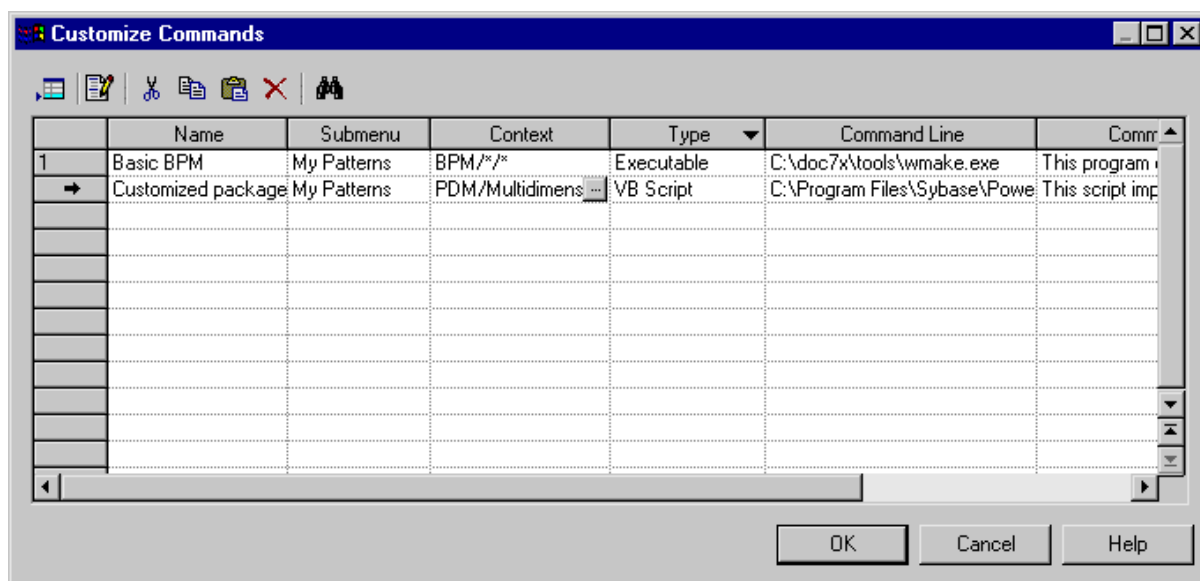 Customize Commands
Name Submenu Context Type Command Line Comm
1 Basic BPM My Patterns BPM/*/* Executable C:\doc7x\tools\wmake.exe This program
Customized package My Patterns PDM/Multidimens ... VB Script C:\Program Files\Sybase\Powe This script imp
OK Cancel Help